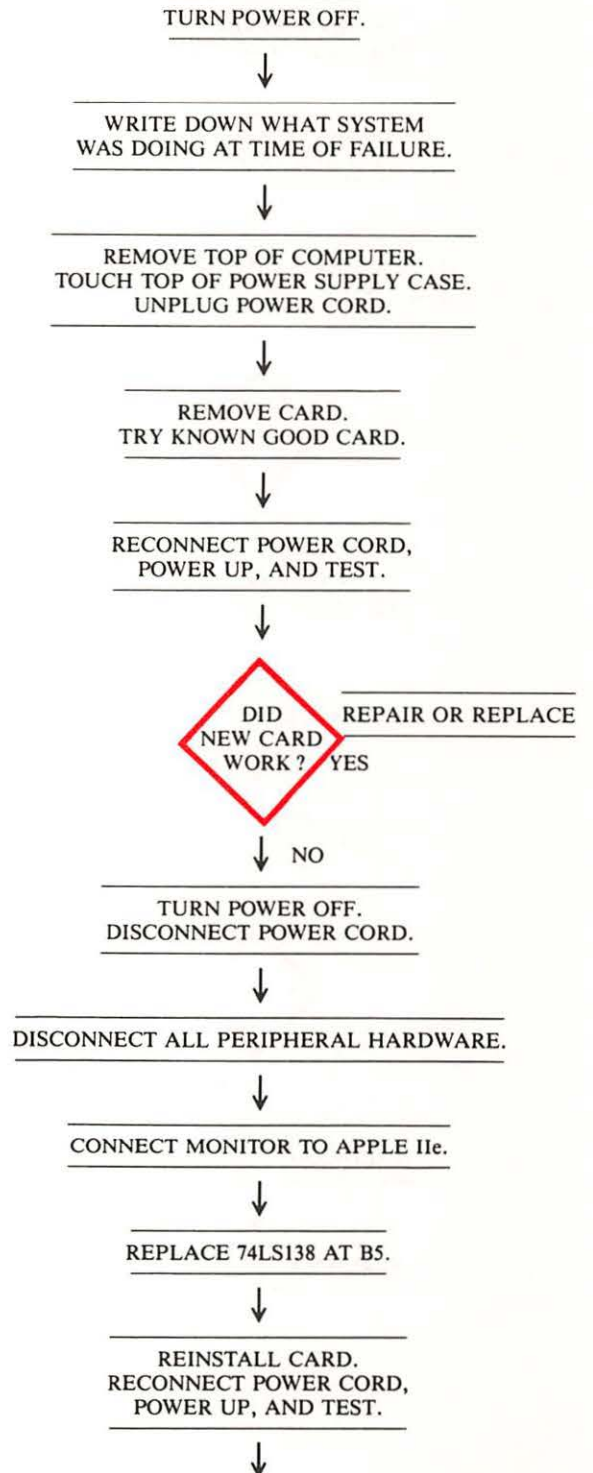 TURN POWER OFF.
WRITE DOWN WHAT SYSTEM
WAS DOING AT TIME OF FAILURE.
REMOVE TOP OF COMPUTER.
TOUCH TOP OF POWER SUPPLY CASE.
UNPLUG POWER CORD.
REMOVE CARD.
TRY KNOWN GOOD CARD.
RECONNECT POWER CORD,
POWER UP, AND TEST.
DID
NEW CARD
WORK?
REPAIR OR REPLACE
YES
NO
TURN POWER OFF.
DISCONNECT POWER CORD.
DISCONNECT ALL PERIPHERAL HARDWARE.
CONNECT MONITOR TO APPLE IIe.
REPLACE 74LS138 AT B5.
REINSTALL CARD.
RECONNECT POWER CORD,
POWER UP, AND TEST.